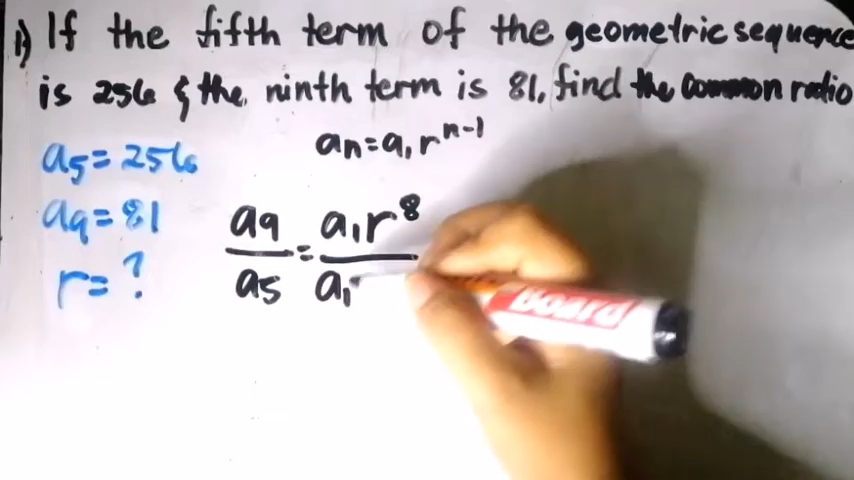 1) If the fifth term of the geometric sequence
is 256 & the ninth term is 81, find the common ratio
a5 = 256
an = a1 r^n-1
a9 = 81
a9 / a5 = a1 r^8 / a1
r = ?
Board